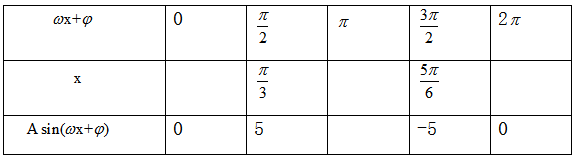 ωx+φ 0 π/2 π 3π/2 2π
x π/3 5π/6
A sin(ωx+φ) 0 5 -5 0